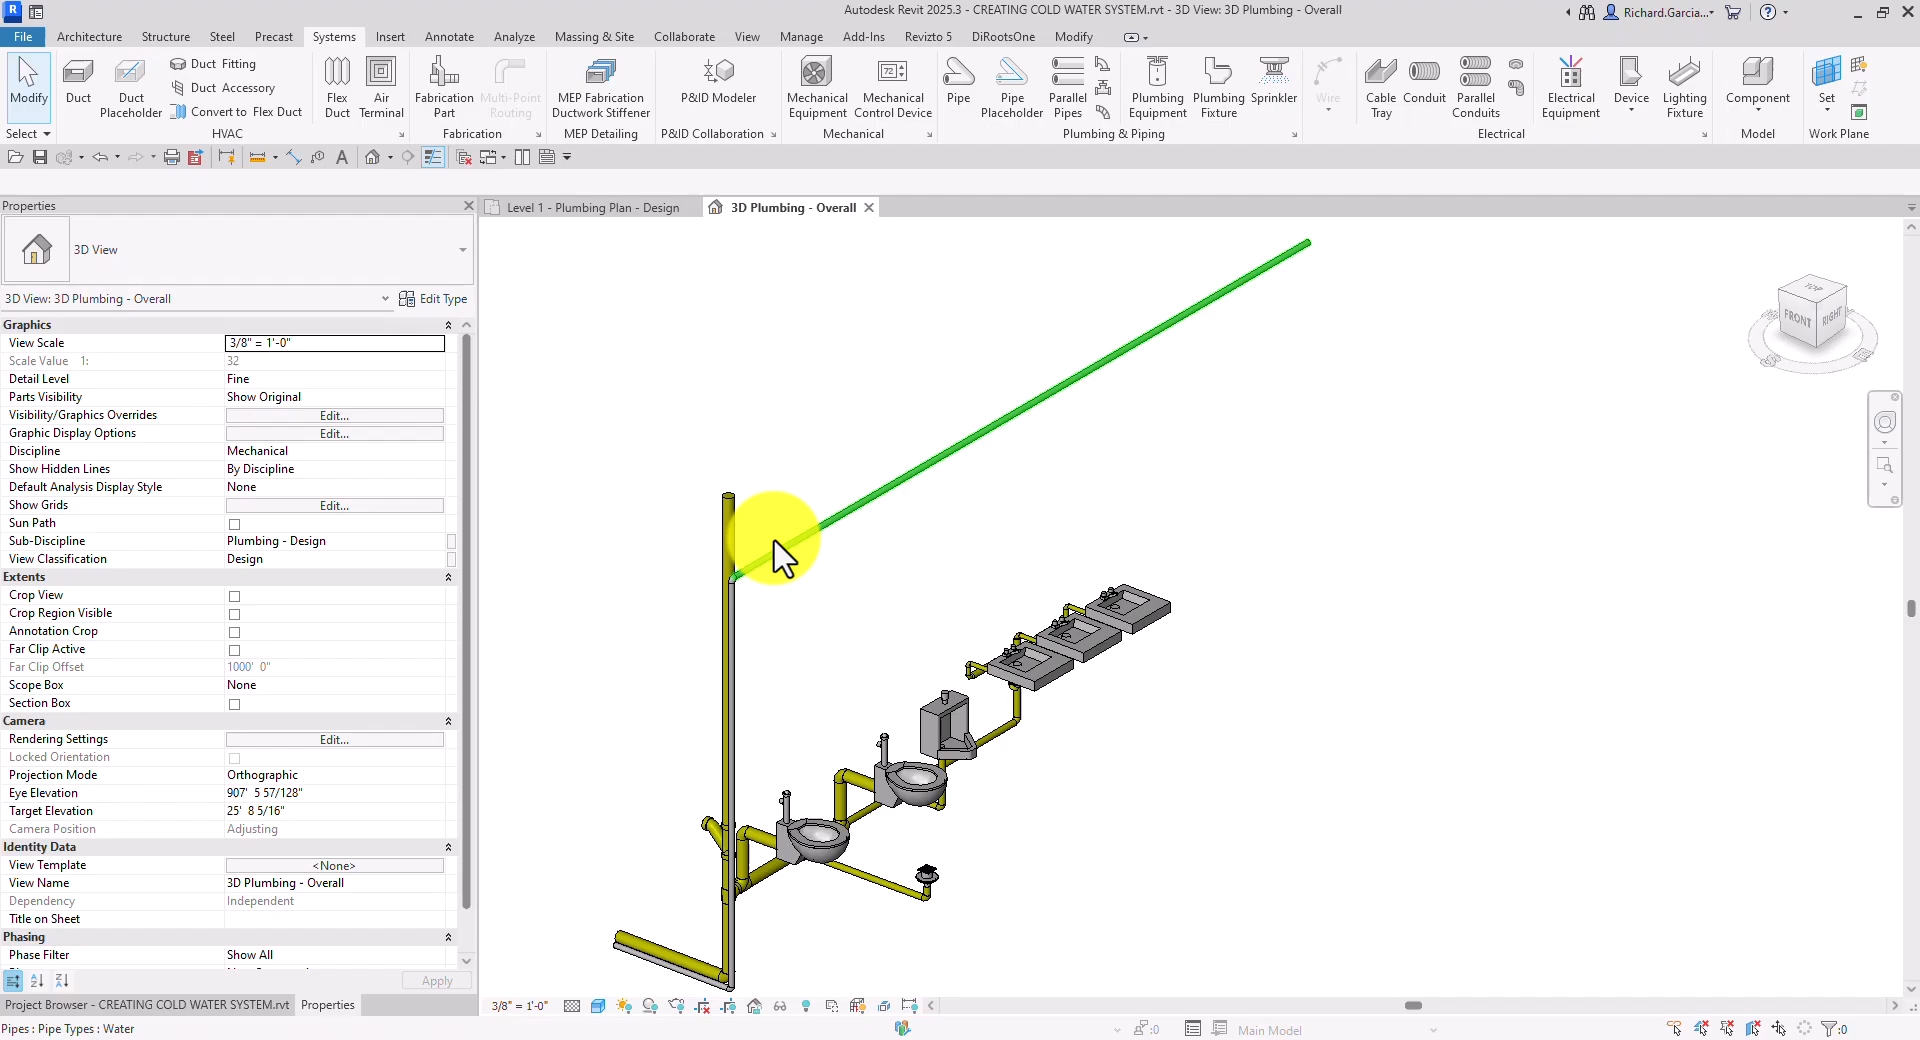 Autodesk Revit 2025.3 - CREATING COLD WATER SYSTEM.rvt - 3D View: 3D Plumbing - Overall
Richard.Garcia...
File Architecture Structure Steel Precast Systems Insert Annotate Analyze Massing & Site Collaborate View Manage Add-Ins Revizto 5 DiRootsOne Modify
Modify
Duct
Duct Placeholder
Duct Fitting
Duct Accessory
Convert to Flex Duct
Flex Duct
Air Terminal
Fabrication Part
Multi-Point Routing
MEP Fabrication Ductwork Stiffener
P&ID Modeler
Mechanical Equipment
Mechanical Control Device
Pipe
Pipe Placeholder
Parallel Pipes
Plumbing Equipment
Plumbing Fixture
Sprinkler
Wire
Cable Tray
Conduit
Parallel Conduits
Electrical Equipment
Device
Lighting Fixture
Component
Set
Select HVAC Fabrication MEP Detailing P&ID Collaboration Mechanical Plumbing & Piping Electrical Model Work Plane
Properties
Level 1 - Plumbing Plan - Design
3D Plumbing - Overall
3D View
3D View: 3D Plumbing - Overall Edit Type
Graphics
View Scale 3/8" = 1'-0"
Scale Value 1: 32
Detail Level Fine
Parts Visibility Show Original
Visibility/Graphics Overrides Edit...
Graphic Display Options Edit...
Discipline Mechanical
Show Hidden Lines By Discipline
Default Analysis Display Style None
Show Grids Edit...
Sun Path
Sub-Discipline Plumbing - Design
View Classification Design
Extents
Crop View
Crop Region Visible
Annotation Crop
Far Clip Active
Far Clip Offset 1000' 0"
Scope Box None
Section Box
Camera
Rendering Settings Edit...
Locked Orientation
Projection Mode Orthographic
Eye Elevation 907' 5 57/128"
Target Elevation 25' 8 5/16"
Camera Position Adjusting
Identity Data
View Template <None>
View Name 3D Plumbing - Overall
Dependency Independent
Title on Sheet
Phasing
Phase Filter Show All
Apply
Project Browser - CREATING COLD WATER SYSTEM.rvt Properties
TOP
FRONT
RIGHT
3/8" = 1'-0"
Pipes : Pipe Types : Water
:0
Main Model
:0